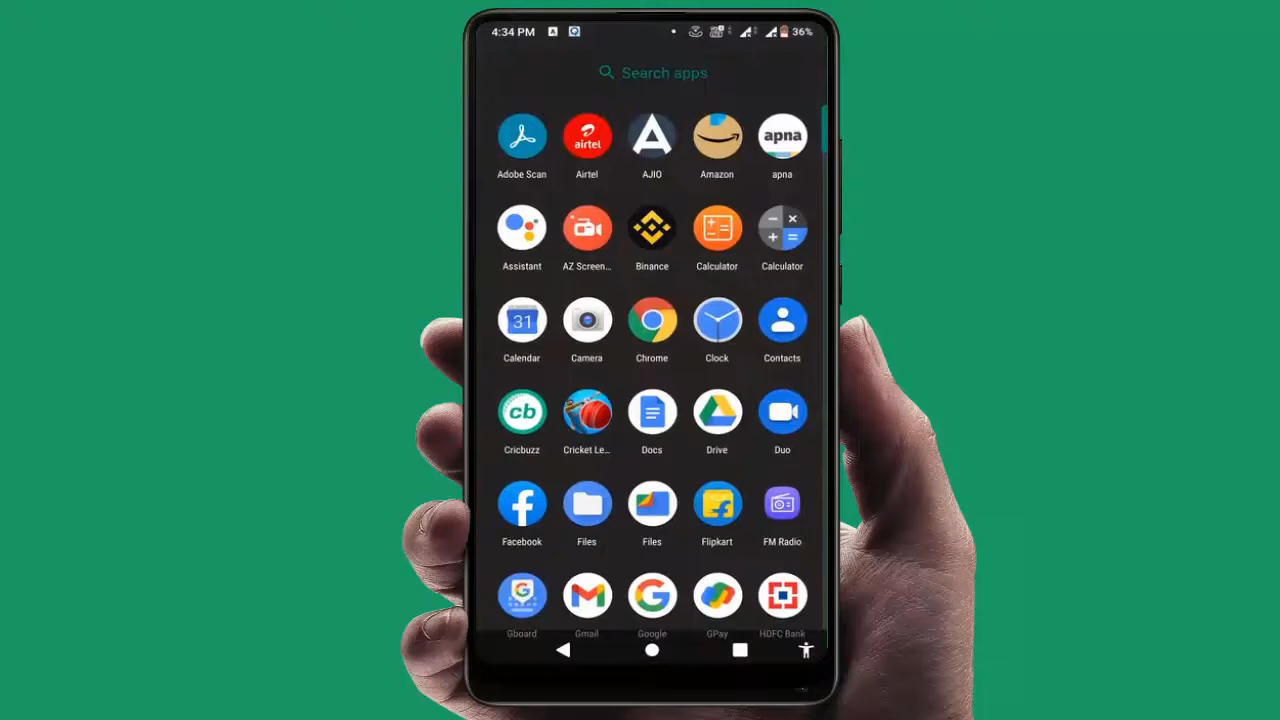 4:34 PM 36%
Search apps
airtel apna
Adobe Scan Airtel AJIO Amazon apna
Assistant AZ Screen... Binance Calculator Calculator
31
Calendar Camera Chrome Clock Contacts
cb
Cricbuzz Cricket Le... Docs Drive Duo
Facebook Files Files Flipkart FM Radio
Gboard Gmail Google GPay HDFC Bank